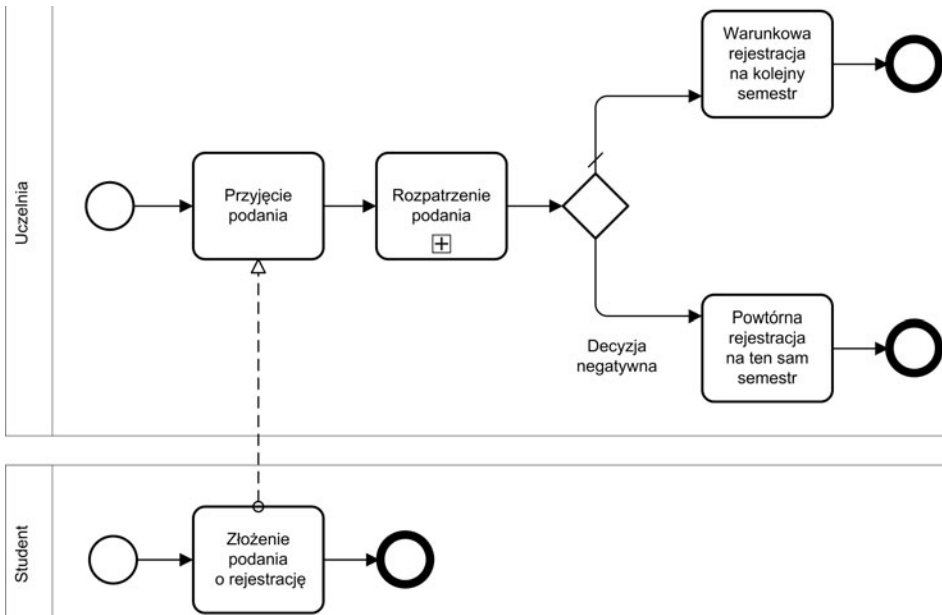 Uczelnia
Przyjęcie
podania
Rozpatrzenie
podania
Warunkowa
rejestracja
na kolejny
semestr
Decyzja
negatywna
Powtórna
rejestracja
na ten sam
semestr
Student
Złożenie
podania
o rejestrację